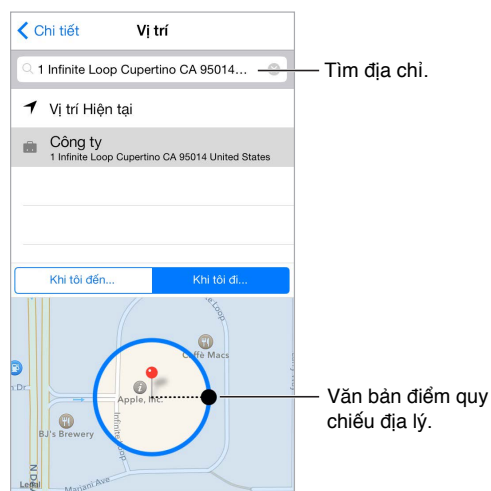 Chi tiết
Vị trí
1 Infinite Loop Cupertino CA 95014…
Tìm địa chỉ.
Vị trí Hiện tại
Công ty
1 Infinite Loop Cupertino CA 95014 United States
Khi tôi đến...
Khi tôi đi...
Loop
Caffè Macs
Apple, Inc.
Văn bản điểm quy
chiếu địa lý.
Infinite Loop
BJ's Brewery
Mariani Ave
Legal